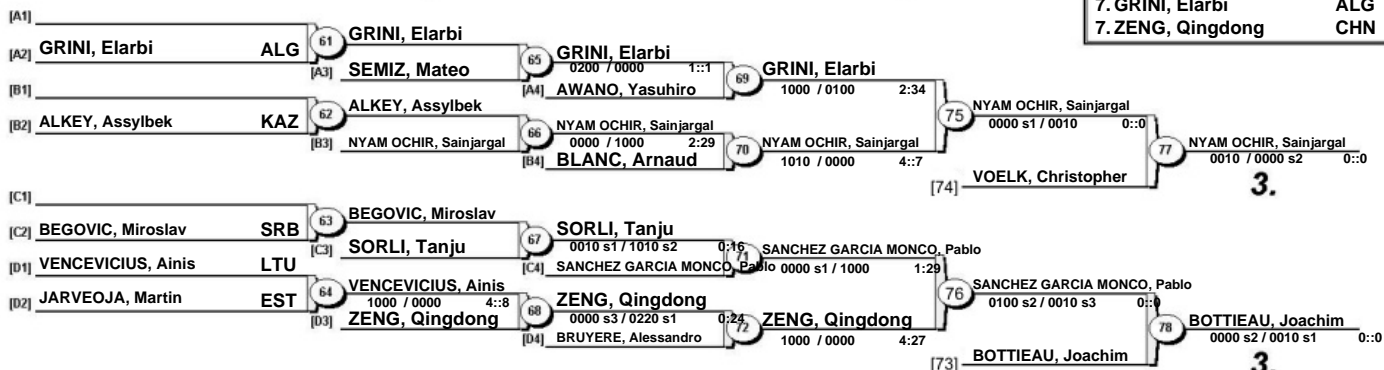 7. GRINI, Elarbi ALG
7. ZENG, Qingdong CHN
[A1]
[A2] GRINI, Elarbi ALG
61
GRINI, Elarbi
[A3] SEMIZ, Mateo
65
GRINI, Elarbi
0200 / 0000 1::1
[A4] AWANO, Yasuhiro
69
GRINI, Elarbi
1000 / 0100 2:34
[B1]
[B2] ALKEY, Assylbek KAZ
62
ALKEY, Assylbek
[B3] NYAM OCHIR, Sainjargal
66
NYAM OCHIR, Sainjargal
0000 / 1000 2:29
[B4] BLANC, Arnaud
70
NYAM OCHIR, Sainjargal
1010 / 0000 4::7
75
NYAM OCHIR, Sainjargal
0000 s1 / 0010 0::0
[74] VOELK, Christopher
77
NYAM OCHIR, Sainjargal
0010 / 0000 s2 0::0
3.
[C1]
[C2] BEGOVIC, Miroslav SRB
63
BEGOVIC, Miroslav
[C3] SORLI, Tanju
67
SORLI, Tanju
0010 s1 / 1010 s2 0:16
[C4] SANCHEZ GARCIA MONCO, Pablo
71
SANCHEZ GARCIA MONCO, Pablo
0000 s1 / 1000 1:29
[D1] VENCEVICIUS, Ainis LTU
[D2] JARVEOJA, Martin EST
64
VENCEVICIUS, Ainis
1000 / 0000 4::8
[D3] ZENG, Qingdong
68
ZENG, Qingdong
0000 s3 / 0220 s1 0:24
[D4] BRUYERE, Alessandro
72
ZENG, Qingdong
1000 / 0000 4:27
76
SANCHEZ GARCIA MONCO, Pablo
0100 s2 / 0010 s3 0::0
[73] BOTTIEAU, Joachim
78
BOTTIEAU, Joachim
0000 s2 / 0010 s1 0::0
3.